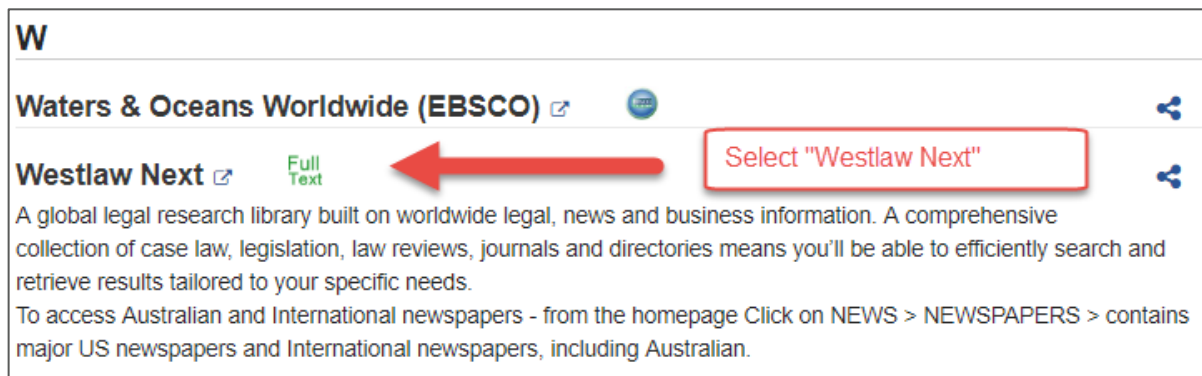 W
Waters & Oceans Worldwide (EBSCO)
Westlaw Next Full Text
Select "Westlaw Next"
A global legal research library built on worldwide legal, news and business information. A comprehensive
collection of case law, legislation, law reviews, journals and directories means you'll be able to efficiently search and
retrieve results tailored to your specific needs.
To access Australian and International newspapers - from the homepage Click on NEWS > NEWSPAPERS > contains
major US newspapers and International newspapers, including Australian.